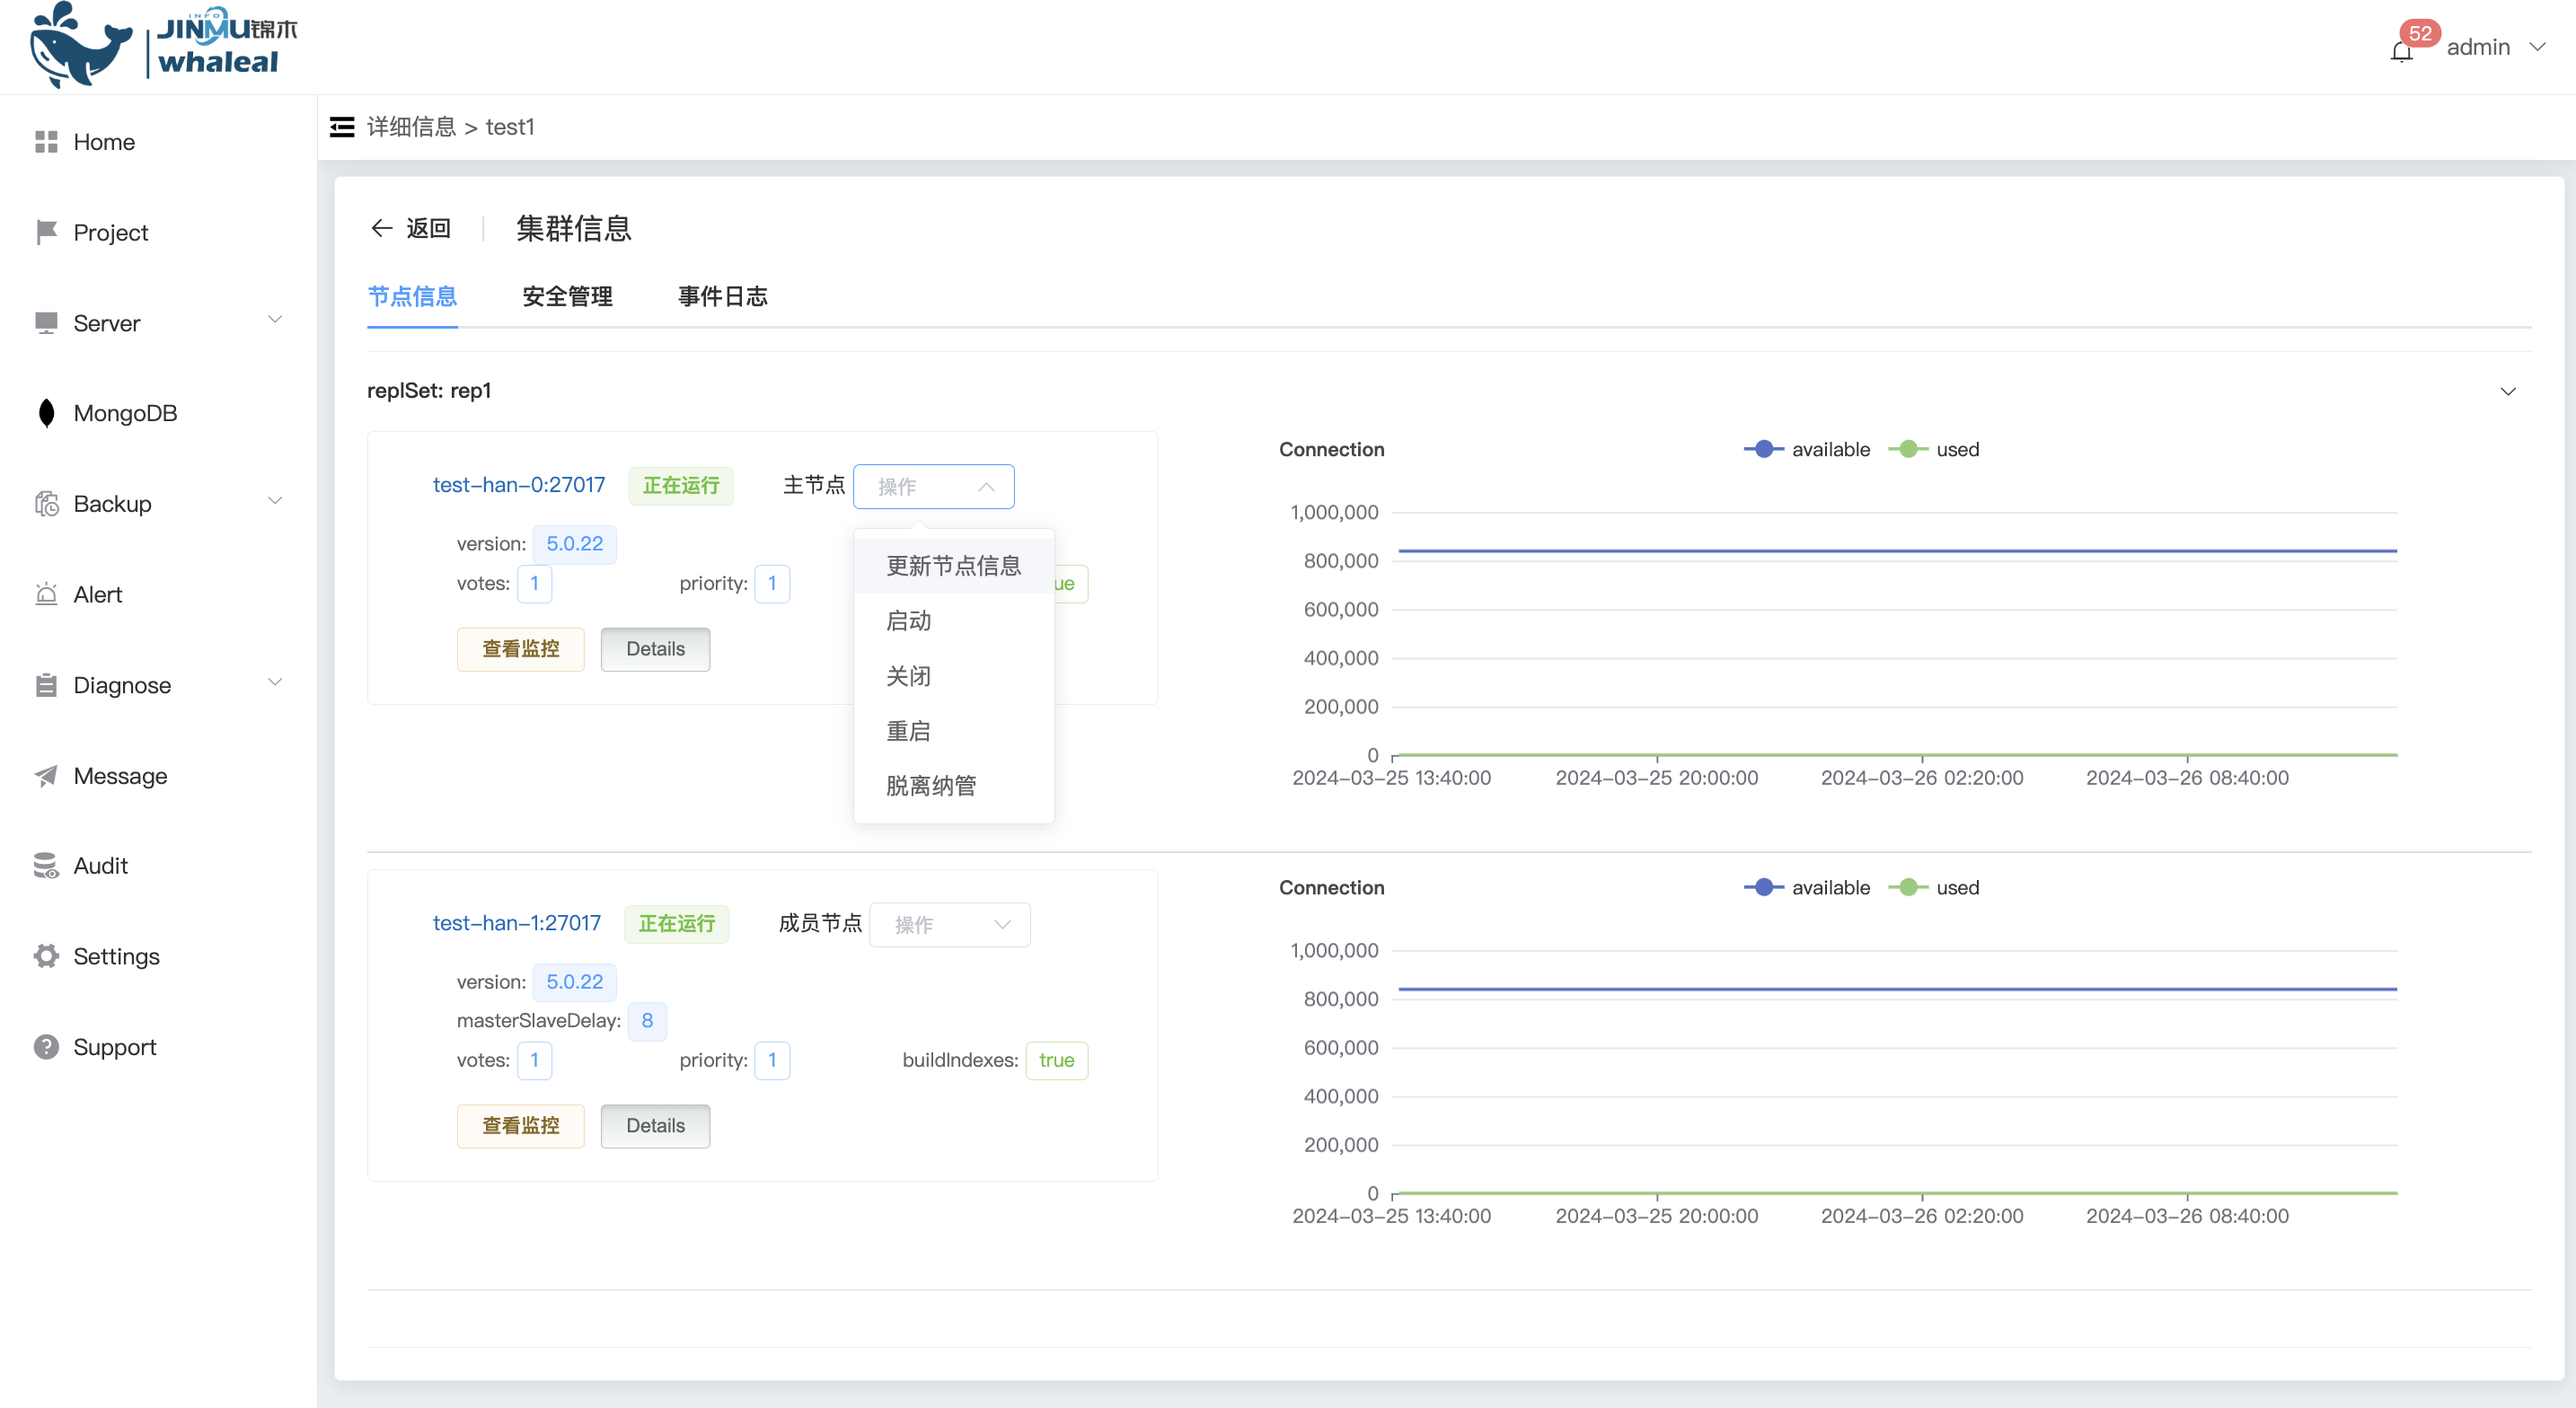 INFO
JINMU锦木
whaleal
52
admin
Home
Project
Server
MongoDB
Backup
Alert
Diagnose
Message
Audit
Settings
Support
详细信息 > test1
返回
集群信息
节点信息 安全管理 事件日志
replSet: rep1
test-han-0:27017 正在运行 主节点 操作
version: 5.0.22
votes: 1 priority: 1 ue
查看监控 Details
更新节点信息
启动
关闭
重启
脱离纳管
Connection
available used
1,000,000
800,000
600,000
400,000
200,000
0
2024-03-25 13:40:00 2024-03-25 20:00:00 2024-03-26 02:20:00 2024-03-26 08:40:00
test-han-1:27017 正在运行 成员节点 操作
version: 5.0.22
masterSlaveDelay: 8
votes: 1 priority: 1 buildIndexes: true
查看监控 Details
Connection
available used
1,000,000
800,000
600,000
400,000
200,000
0
2024-03-25 13:40:00 2024-03-25 20:00:00 2024-03-26 02:20:00 2024-03-26 08:40:00